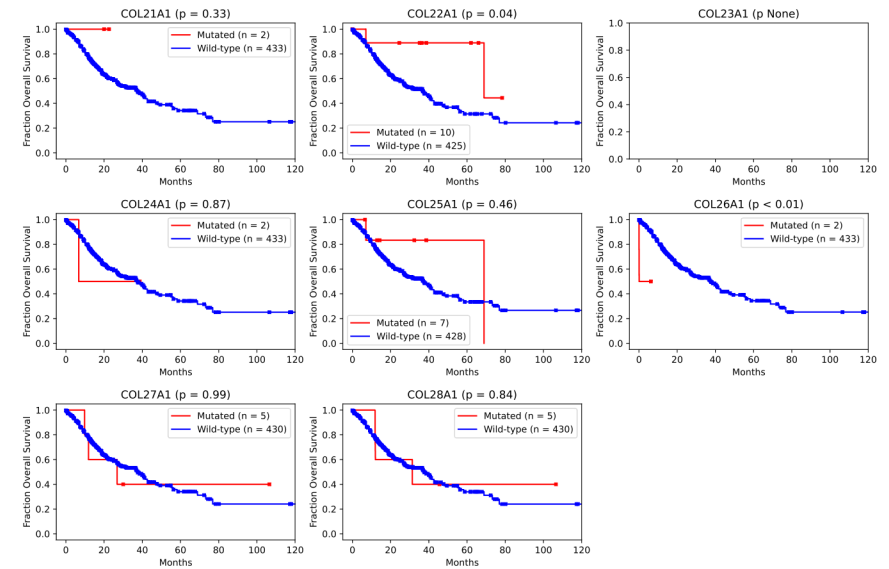 COL21A1 (p = 0.33)
Fraction Overall Survival
1.0
0.8
0.6
0.4
0.2
0.0
Mutated (n = 2)
Wild-type (n = 433)
0 20 40 60 80 100 120
Months
COL22A1 (p = 0.04)
Fraction Overall Survival
1.0
0.8
0.6
0.4
0.2
0.0
Mutated (n = 10)
Wild-type (n = 425)
0 20 40 60 80 100 120
Months
COL23A1 (p None)
Fraction Overall Survival
1.0
0.8
0.6
0.4
0.2
0.0
0 20 40 60 80 100 120
Months
COL24A1 (p = 0.87)
Fraction Overall Survival
1.0
0.8
0.6
0.4
0.2
0.0
Mutated (n = 2)
Wild-type (n = 433)
0 20 40 60 80 100 120
Months
COL25A1 (p = 0.46)
Fraction Overall Survival
1.0
0.8
0.6
0.4
0.2
0.0
Mutated (n = 7)
Wild-type (n = 428)
0 20 40 60 80 100 120
Months
COL26A1 (p < 0.01)
Fraction Overall Survival
1.0
0.8
0.6
0.4
0.2
0.0
Mutated (n = 2)
Wild-type (n = 433)
0 20 40 60 80 100 120
Months
COL27A1 (p = 0.99)
Fraction Overall Survival
1.0
0.8
0.6
0.4
0.2
0.0
Mutated (n = 5)
Wild-type (n = 430)
0 20 40 60 80 100 120
Months
COL28A1 (p = 0.84)
Fraction Overall Survival
1.0
0.8
0.6
0.4
0.2
0.0
Mutated (n = 5)
Wild-type (n = 430)
0 20 40 60 80 100 120
Months